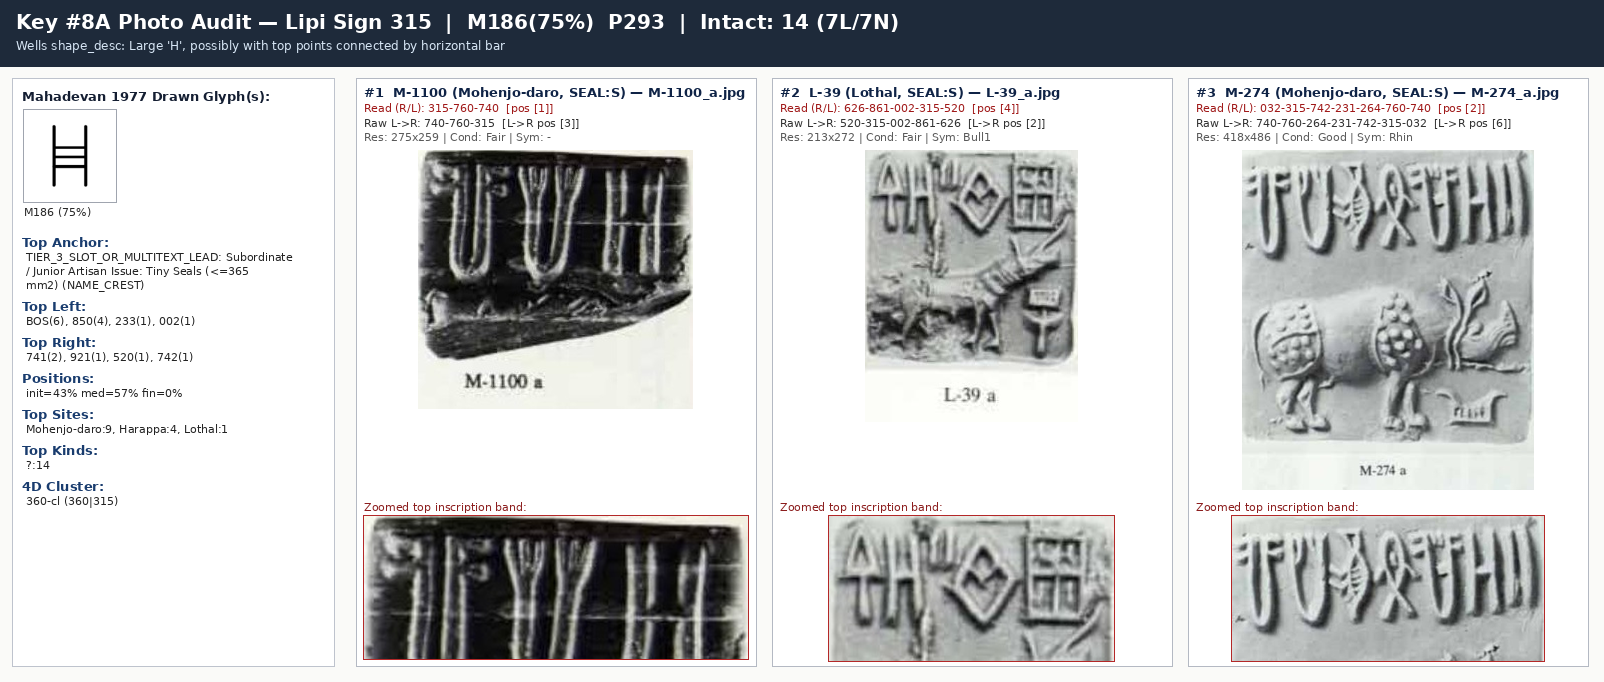 Key #8A Photo Audit — Lipi Sign 315 | M186(75%) P293 | Intact: 14 (7L/7N)
Wells shape_desc: Large 'H', possibly with top points connected by horizontal bar
Mahadevan 1977 Drawn Glyph(s):
M186 (75%)
Top Anchor:
TIER_3_SLOT_OR_MULTITEXT_LEAD: Subordinate
/ Junior Artisan Issue: Tiny Seals (<=365
mm2) (NAME_CREST)
Top Left:
BOS(6), 850(4), 233(1), 002(1)
Top Right:
741(2), 921(1), 520(1), 742(1)
Positions:
init=43% med=57% fin=0%
Top Sites:
Mohenjo-daro:9, Harappa:4, Lothal:1
Top Kinds:
?:14
4D Cluster:
360-cl (360|315)
#1 M-1100 (Mohenjo-daro, SEAL:S) — M-1100_a.jpg
Read (R/L): 315-760-740 [pos [1]]
Raw L->R: 740-760-315 [L->R pos [3]]
Res: 275x259 | Cond: Fair | Sym: -
M-1100 a
Zoomed top inscription band:
#2 L-39 (Lothal, SEAL:S) — L-39_a.jpg
Read (R/L): 626-861-002-315-520 [pos [4]]
Raw L->R: 520-315-002-861-626 [L->R pos [2]]
Res: 213x272 | Cond: Fair | Sym: Bull1
L-39 a
Zoomed top inscription band:
#3 M-274 (Mohenjo-daro, SEAL:S) — M-274_a.jpg
Read (R/L): 032-315-742-231-264-760-740 [pos [2]]
Raw L->R: 740-760-264-231-742-315-032 [L->R pos [6]]
Res: 418x486 | Cond: Good | Sym: Rhin
M-274 a
Zoomed top inscription band: